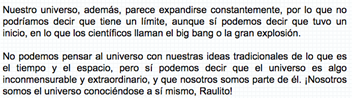 Nuestro universo, además, parece expandirse constantemente, por lo que no
podríamos decir que tiene un límite, aunque sí podemos decir que tuvo un
inicio, en lo que los científicos llaman el big bang o la gran explosión.
No podemos pensar al universo con nuestras ideas tradicionales de lo que es
el tiempo y el espacio, pero sí podemos decir que el universo es algo
inconmensurable y extraordinario, y que nosotros somos parte de él. ¡Nosotros
somos el universo conociéndose a sí mismo, Raulito!